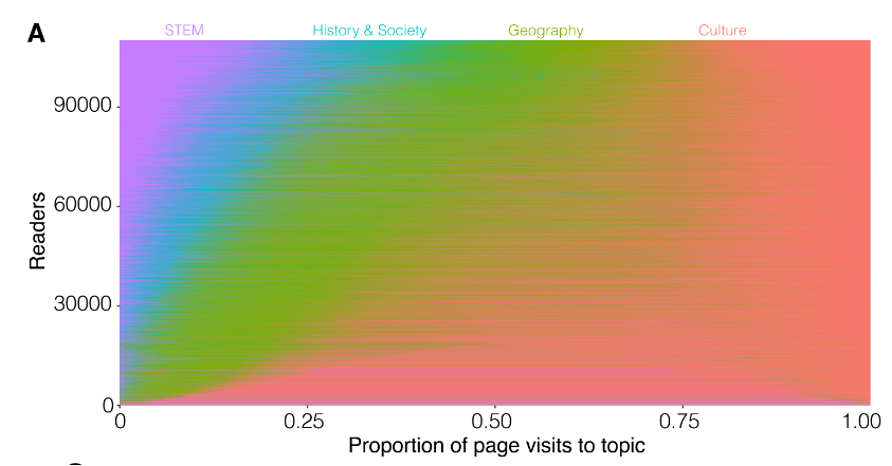 A
STEM History & Society Geography Culture
90000
60000
30000
0
Readers
0 0.25 0.50 0.75 1.00
Proportion of page visits to topic